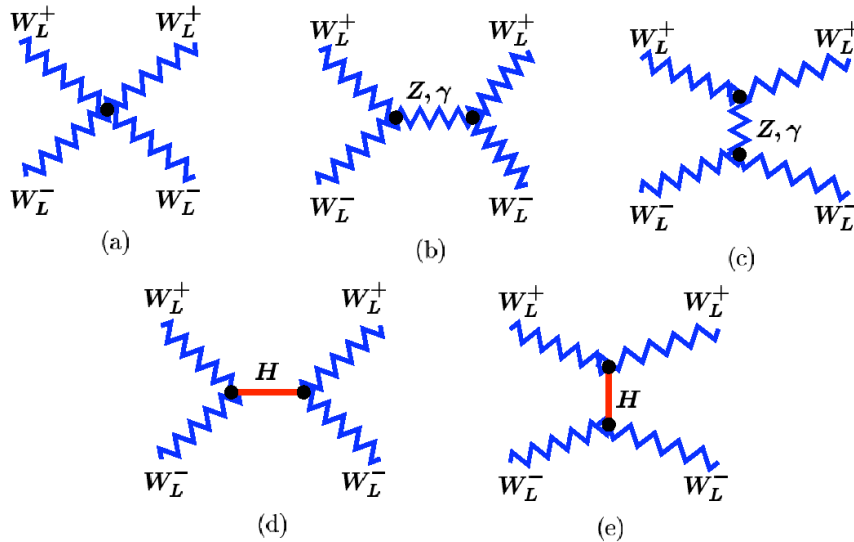 W_L^+ W_L^+
W_L^- W_L^-
(a)
W_L^+ W_L^+
Z, γ
W_L^- W_L^-
(b)
W_L^+ W_L^+
Z, γ
W_L^- W_L^-
(c)
W_L^+ W_L^+
H
W_L^- W_L^-
(d)
W_L^+ W_L^+
H
W_L^- W_L^-
(e)